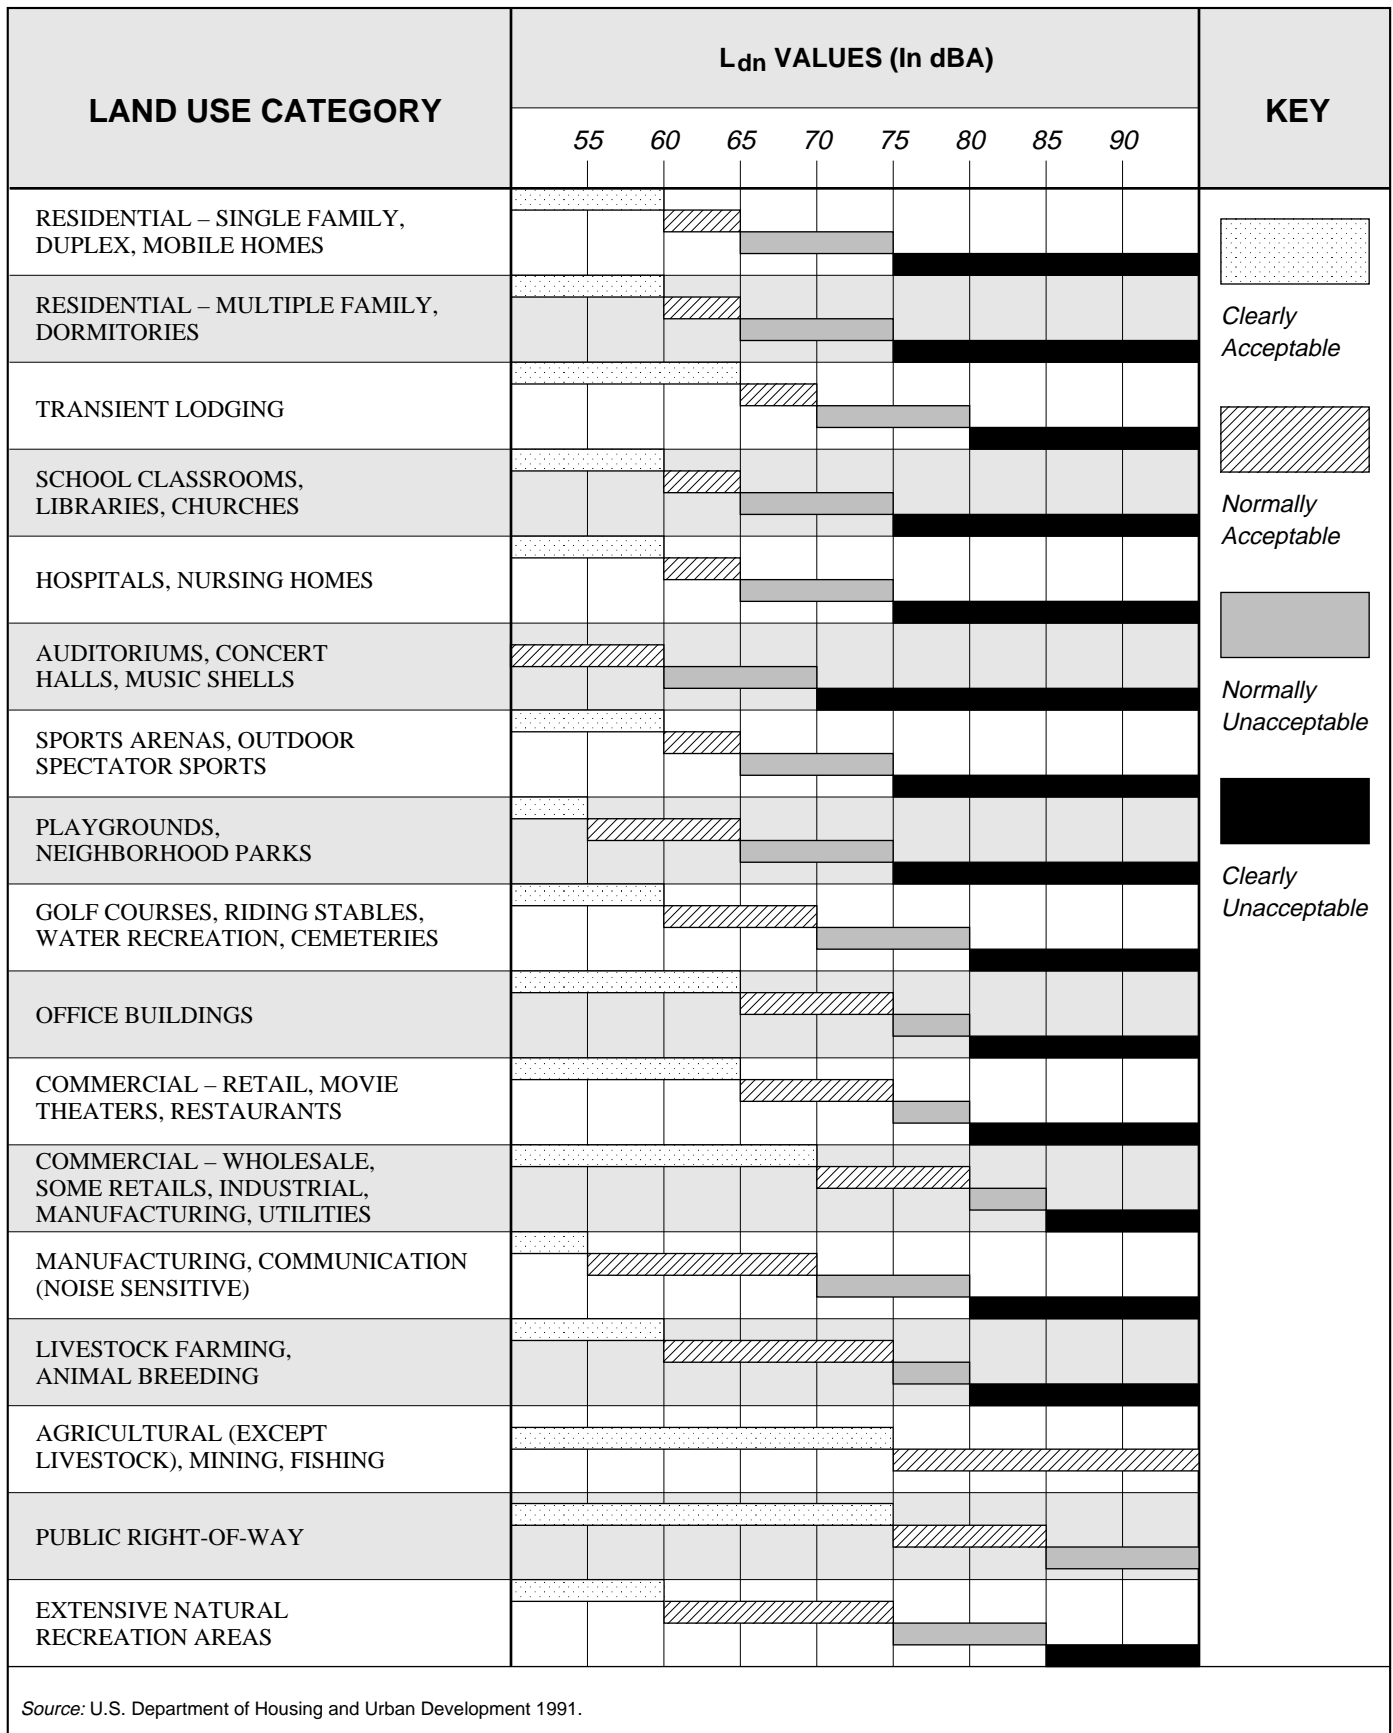 LAND USE CATEGORY
Ldn VALUES (In dBA)
KEY
55 60 65 70 75 80 85 90
RESIDENTIAL – SINGLE FAMILY,
DUPLEX, MOBILE HOMES
RESIDENTIAL – MULTIPLE FAMILY,
DORMITORIES
TRANSIENT LODGING
SCHOOL CLASSROOMS,
LIBRARIES, CHURCHES
HOSPITALS, NURSING HOMES
AUDITORIUMS, CONCERT
HALLS, MUSIC SHELLS
SPORTS ARENAS, OUTDOOR
SPECTATOR SPORTS
PLAYGROUNDS,
NEIGHBORHOOD PARKS
GOLF COURSES, RIDING STABLES,
WATER RECREATION, CEMETERIES
OFFICE BUILDINGS
COMMERCIAL – RETAIL, MOVIE
THEATERS, RESTAURANTS
COMMERCIAL – WHOLESALE,
SOME RETAILS, INDUSTRIAL,
MANUFACTURING, UTILITIES
MANUFACTURING, COMMUNICATION
(NOISE SENSITIVE)
LIVESTOCK FARMING,
ANIMAL BREEDING
AGRICULTURAL (EXCEPT
LIVESTOCK), MINING, FISHING
PUBLIC RIGHT-OF-WAY
EXTENSIVE NATURAL
RECREATION AREAS
Clearly
Acceptable
Normally
Acceptable
Normally
Unacceptable
Clearly
Unacceptable
Source: U.S. Department of Housing and Urban Development 1991.